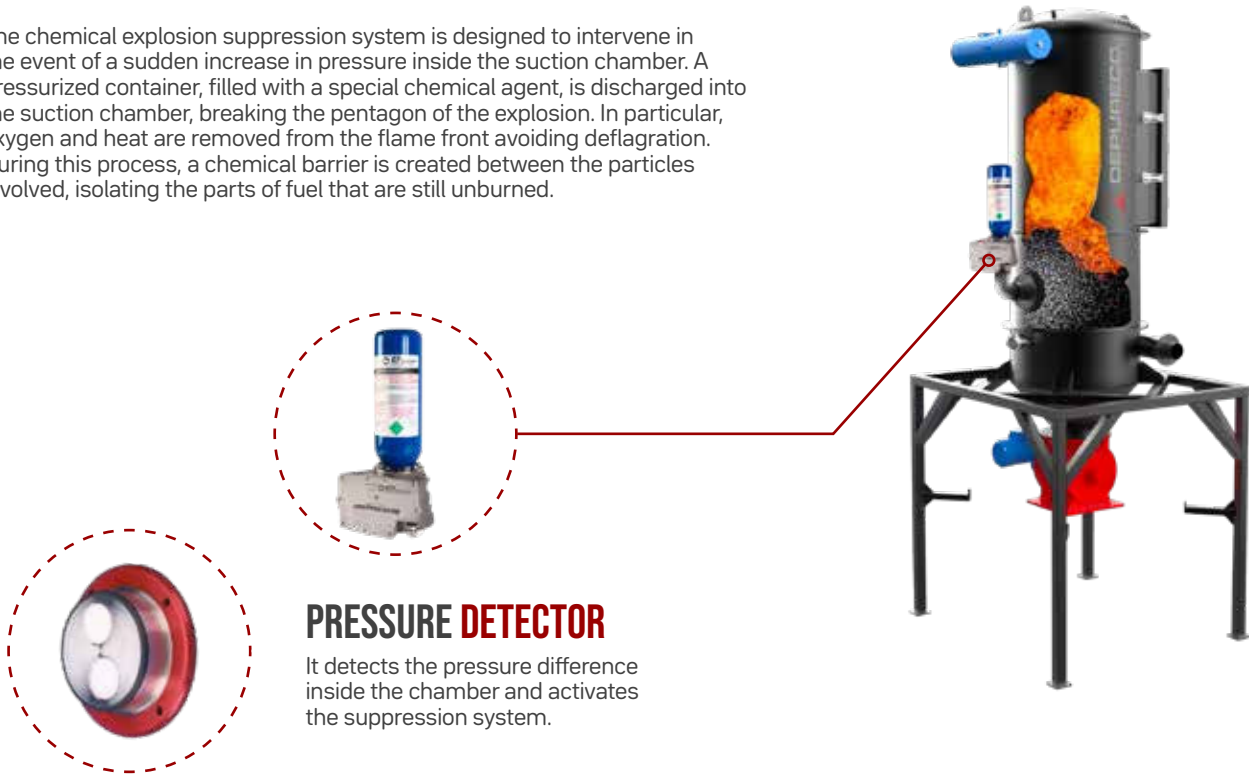 he chemical explosion suppression system is designed to intervene in
he event of a sudden increase in pressure inside the suction chamber. A
ressurized container, filled with a special chemical agent, is discharged into
he suction chamber, breaking the pentagon of the explosion. In particular,
xygen and heat are removed from the flame front avoiding deflagration.
uring this process, a chemical barrier is created between the particles
volved, isolating the parts of fuel that are still unburned.
DEPURECO
PRESSURE DETECTOR
It detects the pressure difference
inside the chamber and activates
the suppression system.